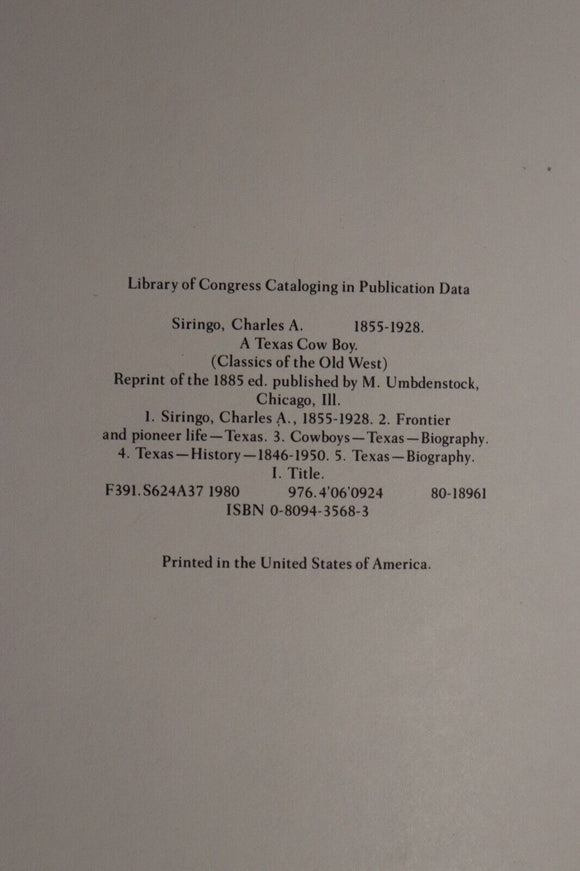 Library of Congress Cataloging in Publication Data
Siringo, Charles A. 1855-1928.
A Texas Cow Boy.
(Classics of the Old West)
Reprint of the 1885 ed. published by M. Umbdenstock,
Chicago, Ill.
1. Siringo, Charles A., 1855-1928. 2. Frontier
and pioneer life—Texas. 3. Cowboys—Texas—Biography.
4. Texas—History—1846-1950. 5. Texas—Biography.
I. Title.
F391.S624A37 1980 976.4'06'0924 80-18961
ISBN 0-8094-3568-3
Printed in the United States of America.